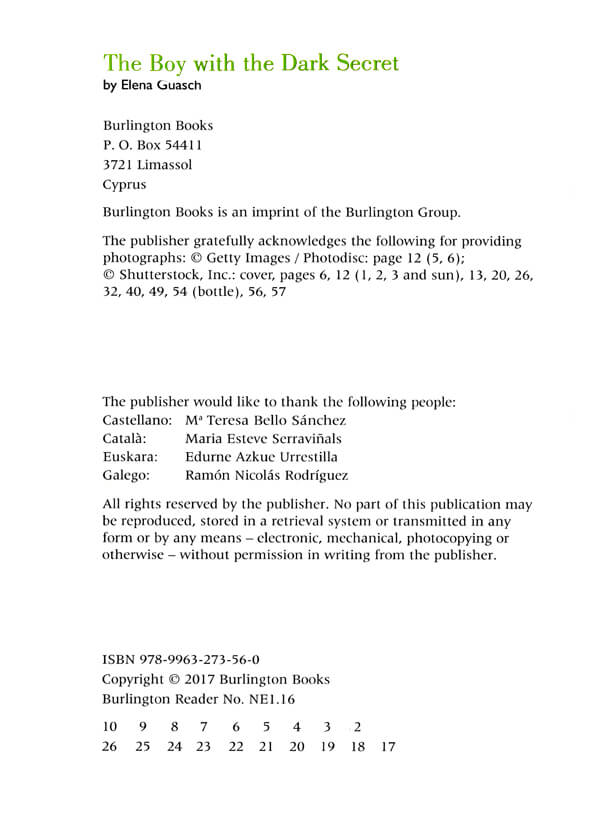 The Boy with the Dark Secret
by Elena Guasch
Burlington Books
P. O. Box 54411
3721 Limassol
Cyprus
Burlington Books is an imprint of the Burlington Group.
The publisher gratefully acknowledges the following for providing
photographs: © Getty Images / Photodisc: page 12 (5, 6);
© Shutterstock, Inc.: cover, pages 6, 12 (1, 2, 3 and sun), 13, 20, 26,
32, 40, 49, 54 (bottle), 56, 57
The publisher would like to thank the following people:
Castellano: Mª Teresa Bello Sánchez
Català: Maria Esteve Serraviñals
Euskara: Edurne Azkue Urrestilla
Galego: Ramón Nicolás Rodríguez
All rights reserved by the publisher. No part of this publication may
be reproduced, stored in a retrieval system or transmitted in any
form or by any means – electronic, mechanical, photocopying or
otherwise – without permission in writing from the publisher.
ISBN 978-9963-273-56-0
Copyright © 2017 Burlington Books
Burlington Reader No. NE1.16
10 9 8 7 6 5 4 3 2
26 25 24 23 22 21 20 19 18 17